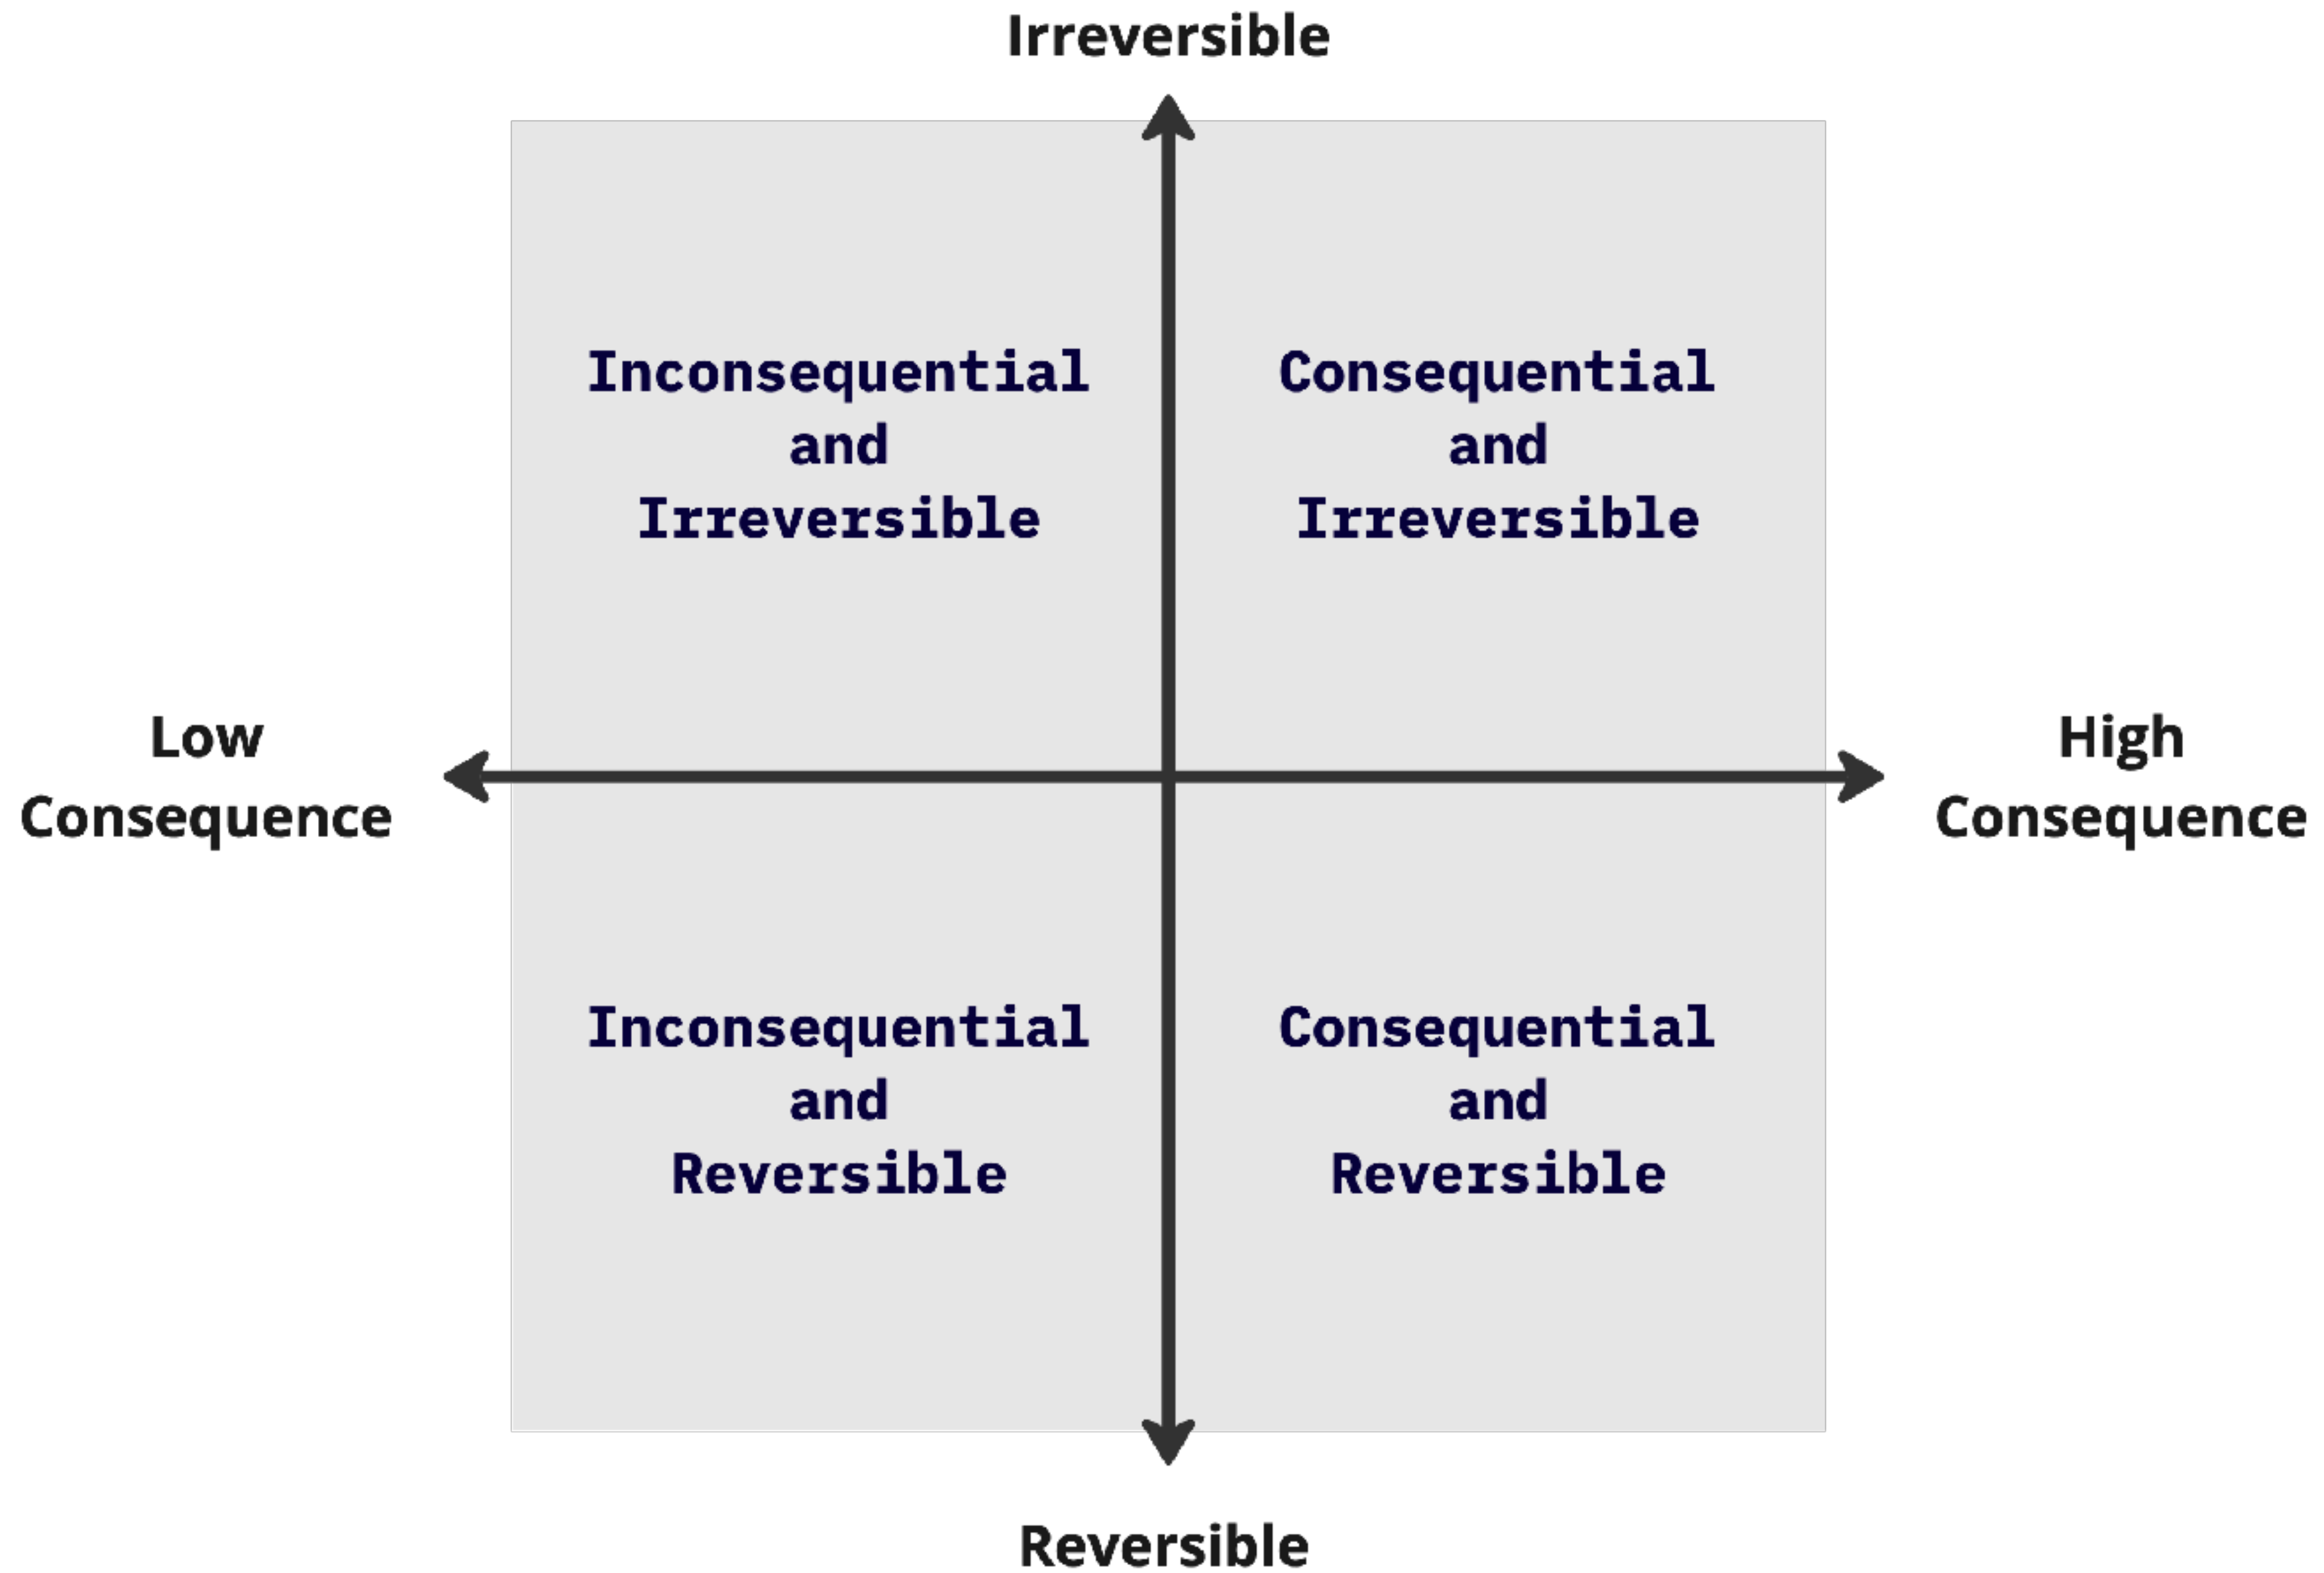 Irreversible
Inconsequential
and
Irreversible
Consequential
and
Irreversible
Low
Consequence
High
Consequence
Inconsequential
and
Reversible
Consequential
and
Reversible
Reversible